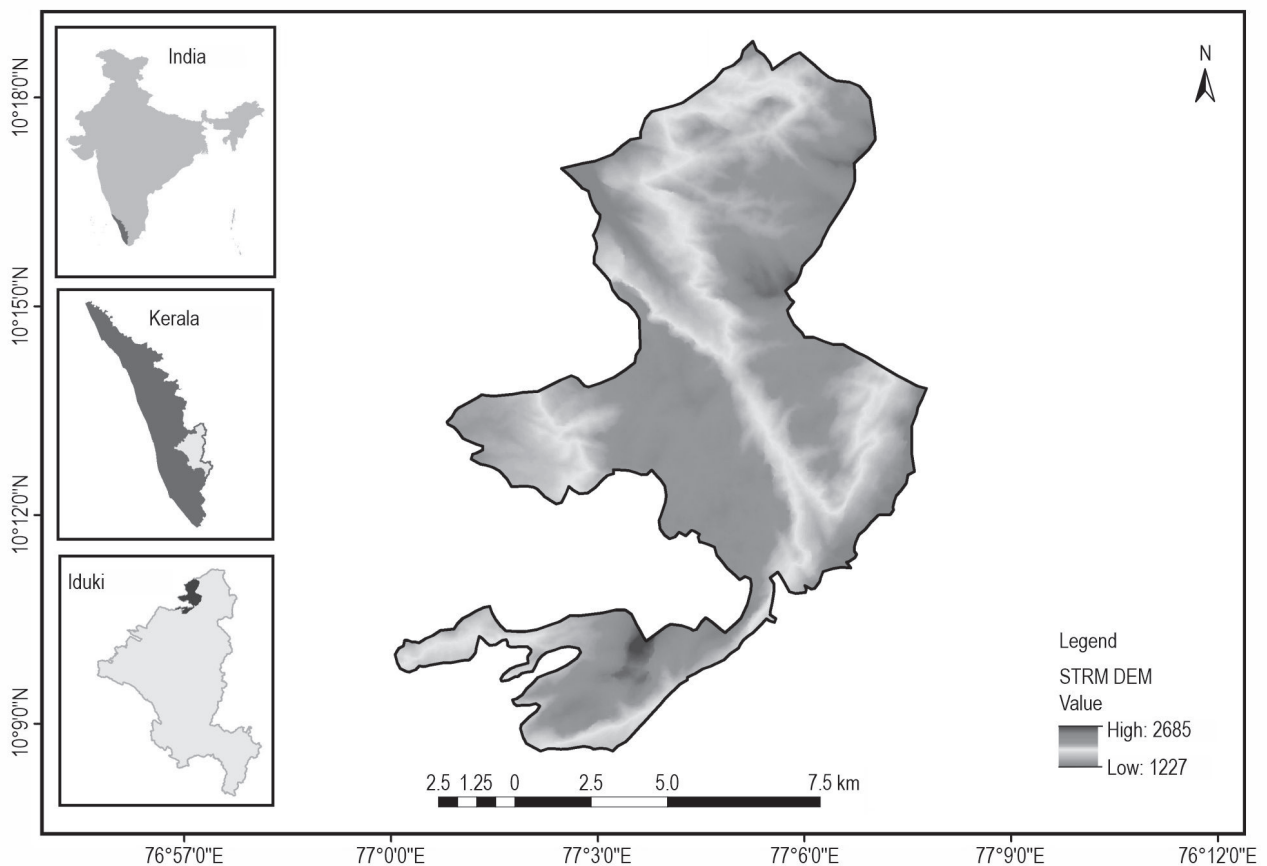 India
Kerala
Iduki
N
10°18'0"N
10°15'0"N
10°12'0"N
10°9'0"N
Legend
STRM DEM
Value
High: 2685
Low: 1227
2.5 1.25 0 2.5 5.0 7.5 km
76°57'0"E 77°0'0"E 77°3'0"E 77°6'0"E 77°9'0"E 76°12'0"E